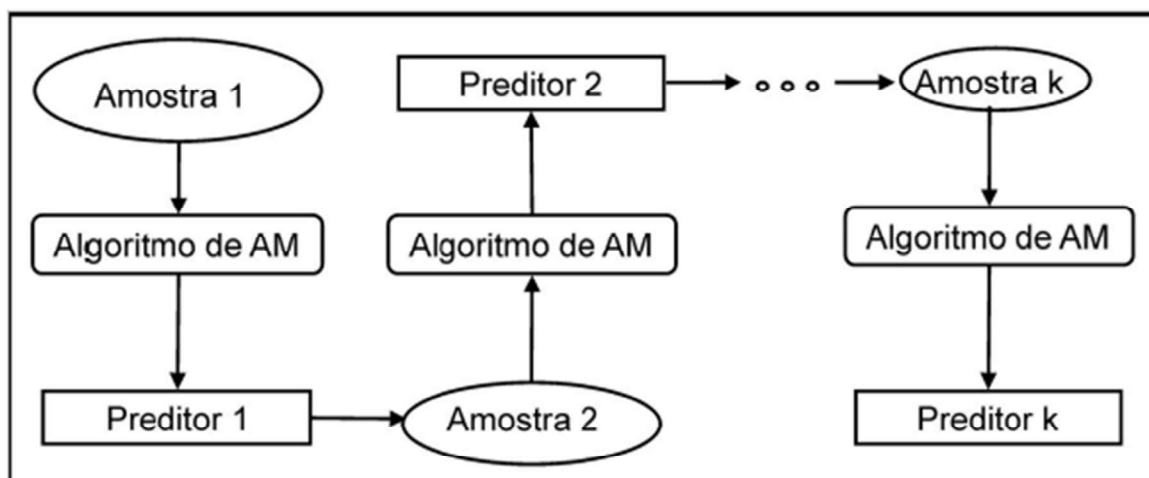 Amostra 1
Algoritmo de AM
Preditor 1
Amostra 2
Algoritmo de AM
Preditor 2
Amostra k
Algoritmo de AM
Preditor k